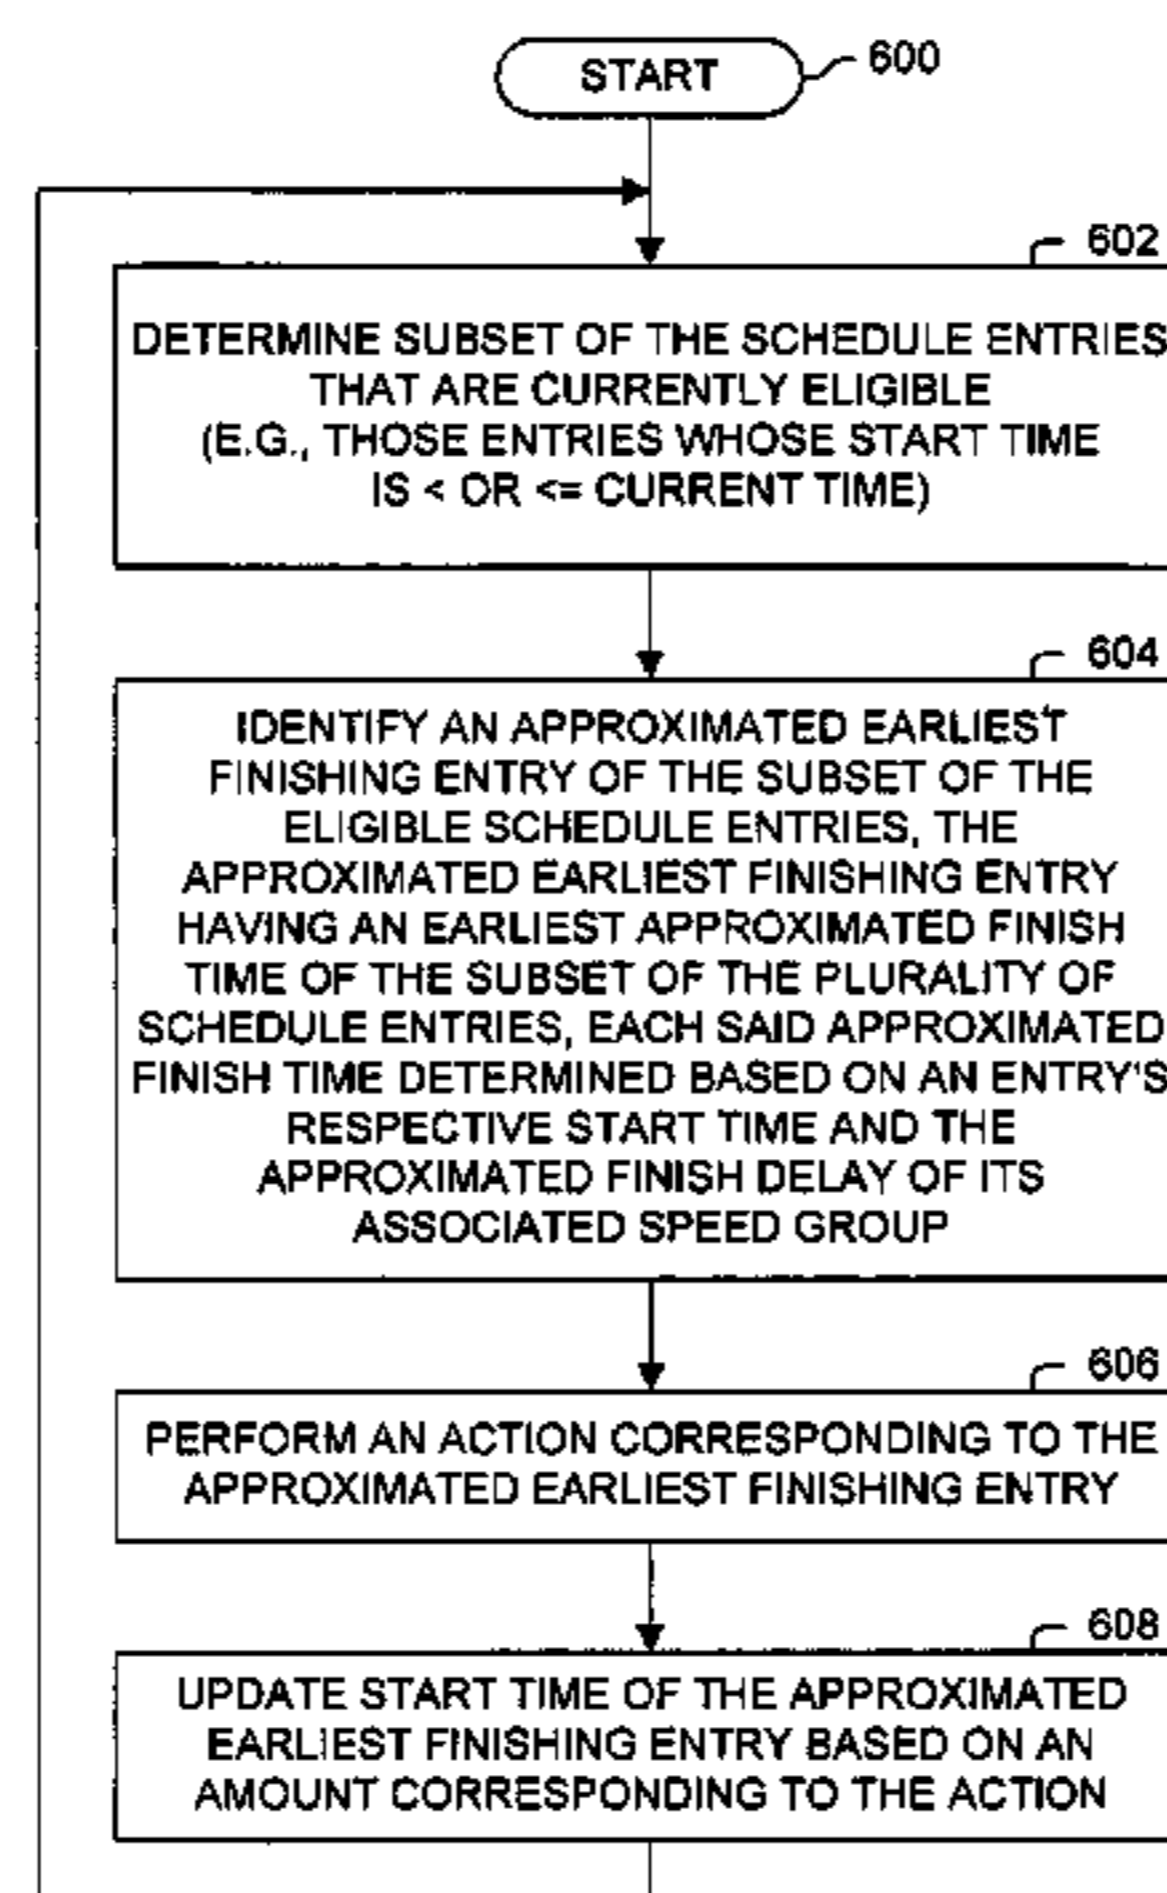 START
600
602
DETERMINE SUBSET OF THE SCHEDULE ENTRIES
THAT ARE CURRENTLY ELIGIBLE
(E.G., THOSE ENTRIES WHOSE START TIME
IS < OR <= CURRENT TIME)
604
IDENTIFY AN APPROXIMATED EARLIEST
FINISHING ENTRY OF THE SUBSET OF THE
ELIGIBLE SCHEDULE ENTRIES, THE
APPROXIMATED EARLIEST FINISHING ENTRY
HAVING AN EARLIEST APPROXIMATED FINISH
TIME OF THE SUBSET OF THE PLURALITY OF
SCHEDULE ENTRIES, EACH SAID APPROXIMATED
FINISH TIME DETERMINED BASED ON AN ENTRY'S
RESPECTIVE START TIME AND THE
APPROXIMATED FINISH DELAY OF ITS
ASSOCIATED SPEED GROUP
606
PERFORM AN ACTION CORRESPONDING TO THE
APPROXIMATED EARLIEST FINISHING ENTRY
608
UPDATE START TIME OF THE APPROXIMATED
EARLIEST FINISHING ENTRY BASED ON AN
AMOUNT CORRESPONDING TO THE ACTION